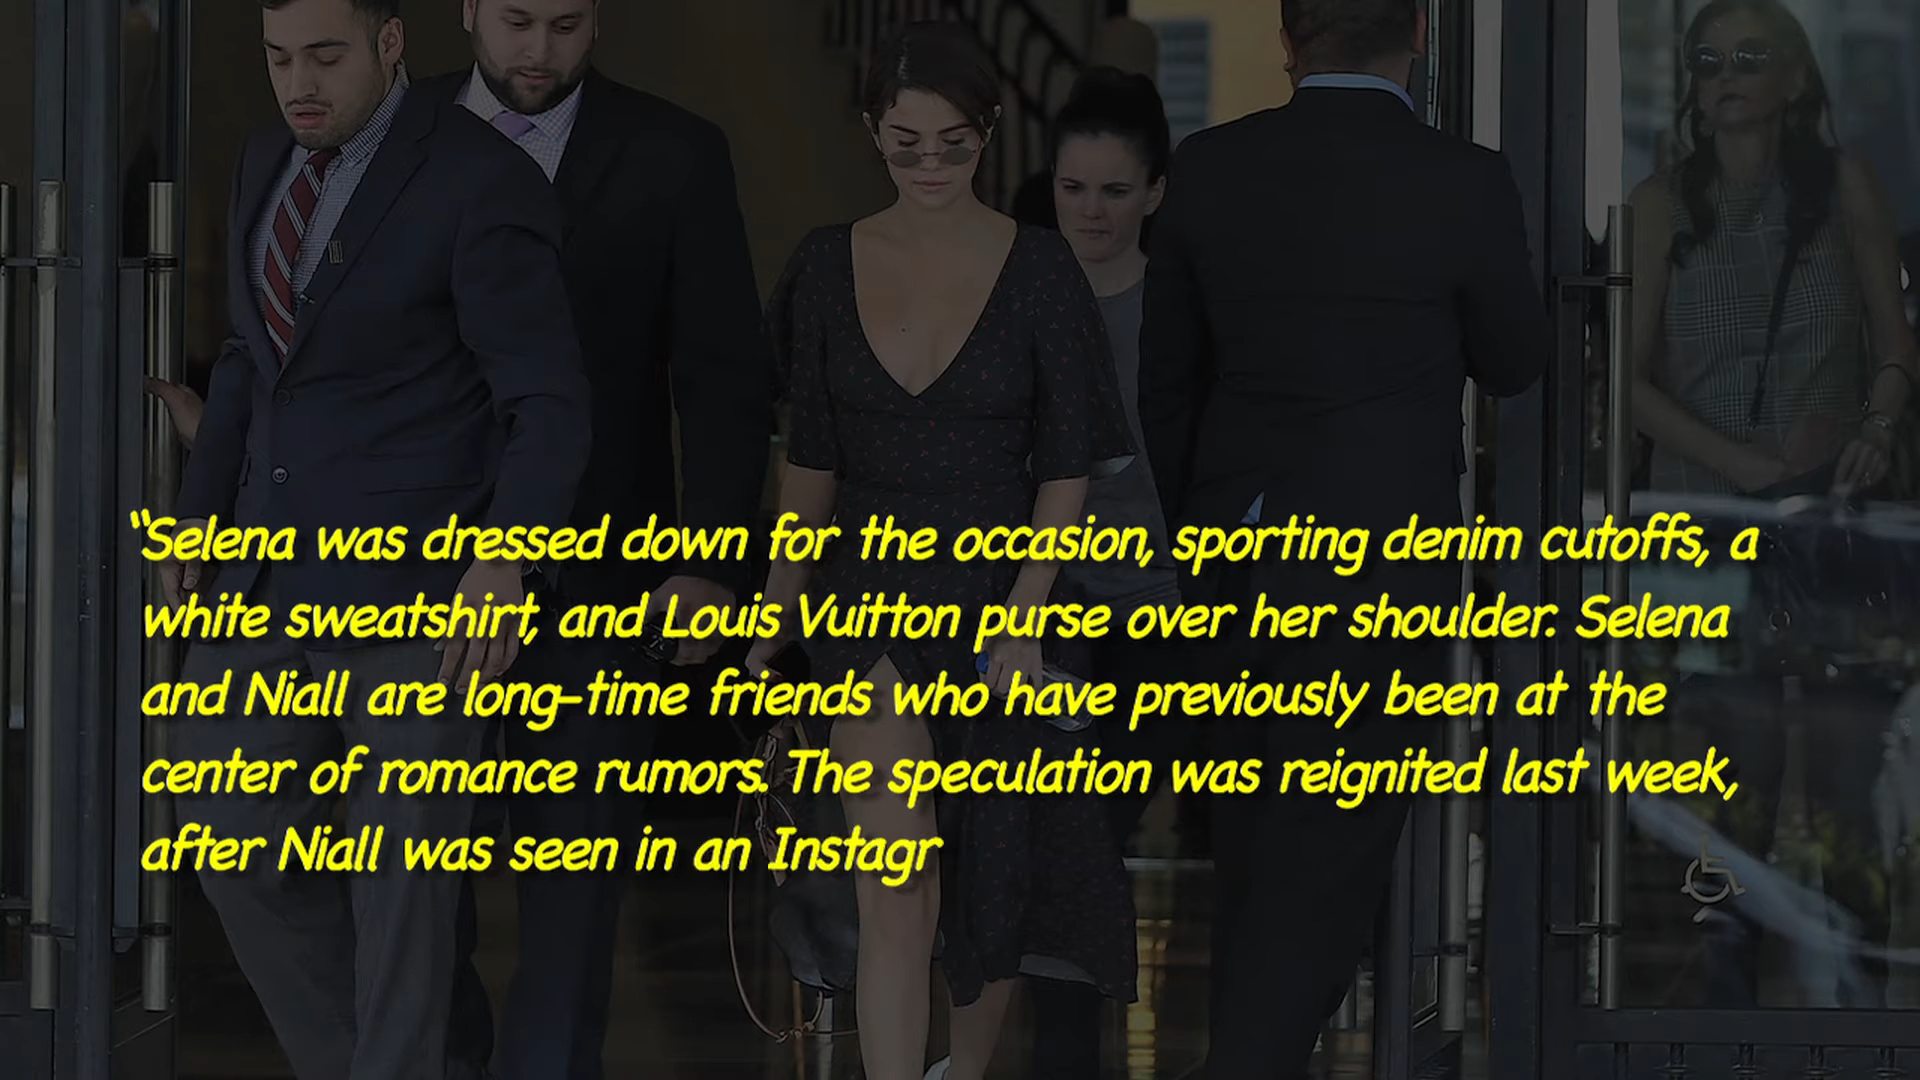 “Selena was dressed down for the occasion, sporting denim cutoffs, a
white sweatshirt, and Louis Vuitton purse over her shoulder. Selena
and Niall are long-time friends who have previously been at the
center of romance rumors. The speculation was reignited last week,
after Niall was seen in an Instagr